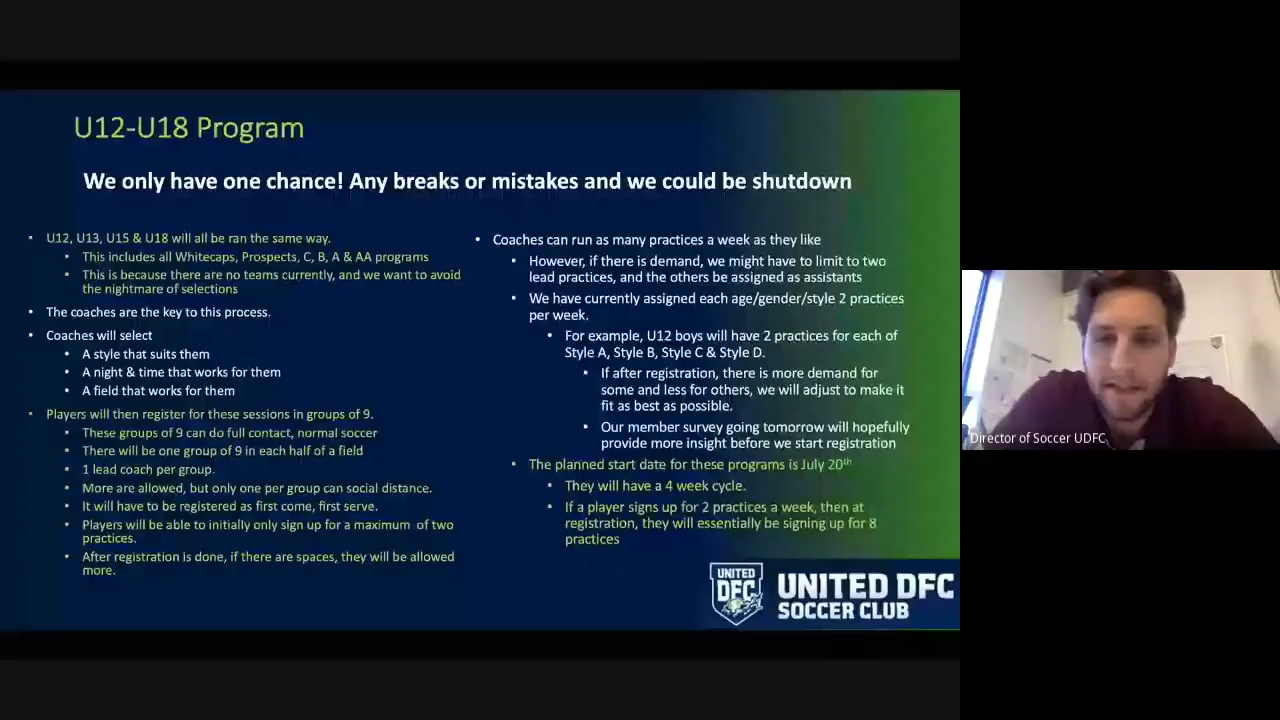 U12-U18 Program
We only have one chance! Any breaks or mistakes and we could be shutdown
• U12, U13, U15 & U18 will all be ran the same way.
• This includes all Whitecaps, Prospects, C, B, A & AA programs
• This is because there are no teams currently, and we want to avoid
the nightmare of selections
• The coaches are the key to this process.
• Coaches will select
• A style that suits them
• A night & time that works for them
• A field that works for them
• Players will then register for these sessions in groups of 9.
• These groups of 9 can do full contact, normal soccer
• There will be one group of 9 in each half of a field
• 1 lead coach per group.
• More are allowed, but only one per group can social distance.
• It will have to be registered as first come, first serve.
• Players will be able to initially only sign up for a maximum of two
practices.
• After registration is done, if there are spaces, they will be allowed
more.
• Coaches can run as many practices a week as they like
• However, if there is demand, we might have to limit to two
lead practices, and the others be assigned as assistants
• We have currently assigned each age/gender/style 2 practices
per week.
• For example, U12 boys will have 2 practices for each of
Style A, Style B, Style C & Style D.
• If after registration, there is more demand for
some and less for others, we will adjust to make it
fit as best as possible.
• Our member survey going tomorrow will hopefully
provide more insight before we start registration
• The planned start date for these programs is July 20th
• They will have a 4 week cycle.
• If a player signs up for 2 practices a week, then at
registration, they will essentially be signing up for 8
practices
UNITED
DFC
UNITED DFC
SOCCER CLUB
Director of Soccer UDFC